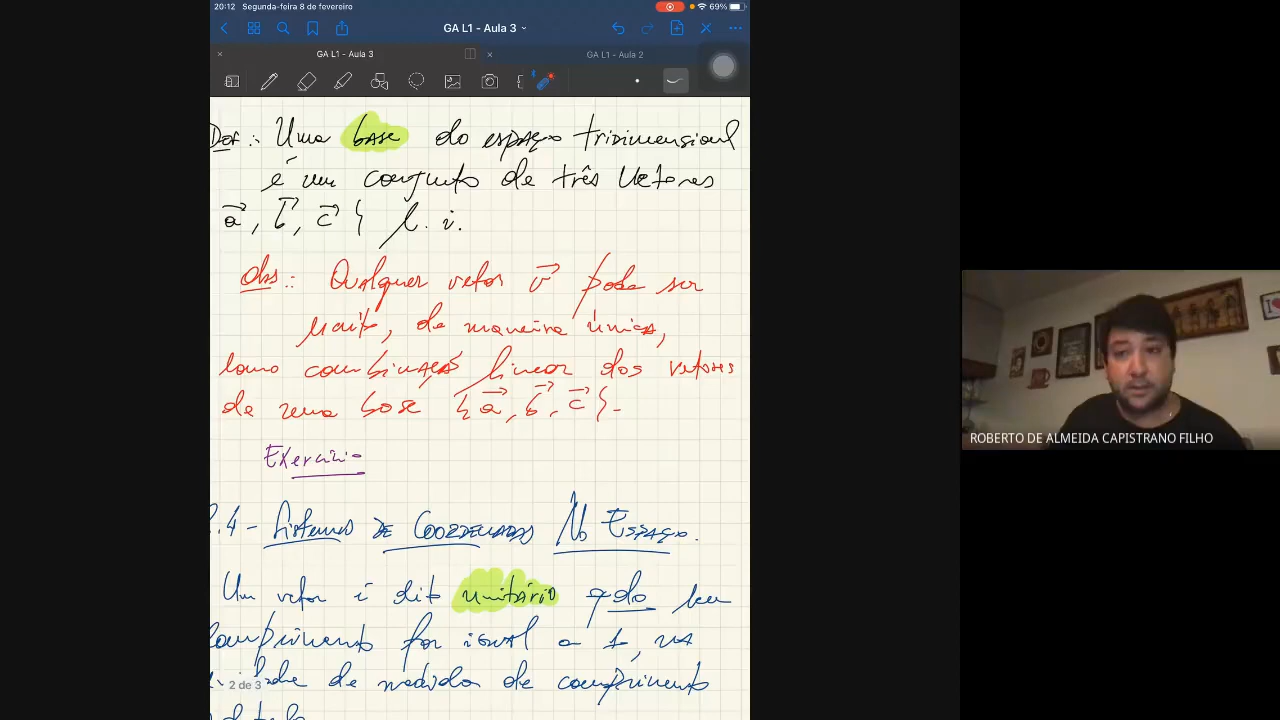 20:12 Segunda-feira 8 de fevereiro 69%
GA L1 - Aula 3
GA L1 - Aula 3 GA L1 - Aula 2
Def.: Uma base do espaço tridimensional
é um conjunto de três vetores
a, b, c } l. i.
Obs.: Qualquer vetor v pode ser
escrito, de maneira única,
como combinação linear dos vetores
de uma base { a, b, c }.
Exercício
.4 - Sistemas de Coordenadas No Espaço.
Um vetor é dito unitário qdo seu
comprimento for igual a 1, na
de de medida de comprimento
2 de 3
ROBERTO DE ALMEIDA CAPISTRANO FILHO